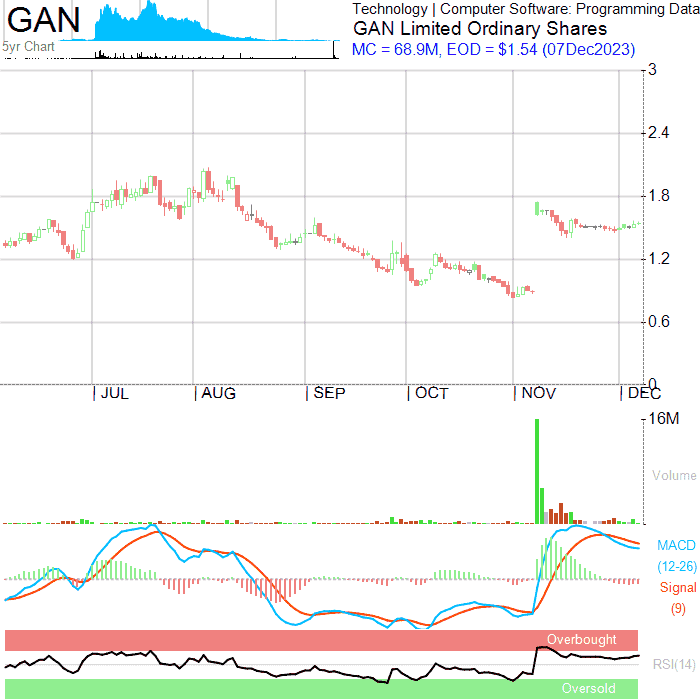 GAN
5yr Chart
Technology | Computer Software: Programming Data
GAN Limited Ordinary Shares
MC = 68.9M, EOD = $1.54 (07Dec2023)
3
2.4
1.8
1.2
0.6
0
JUL AUG SEP OCT NOV DEC
16M
Volume
MACD
(12-26)
Signal
(9)
Overbought
RSI(14)
Oversold